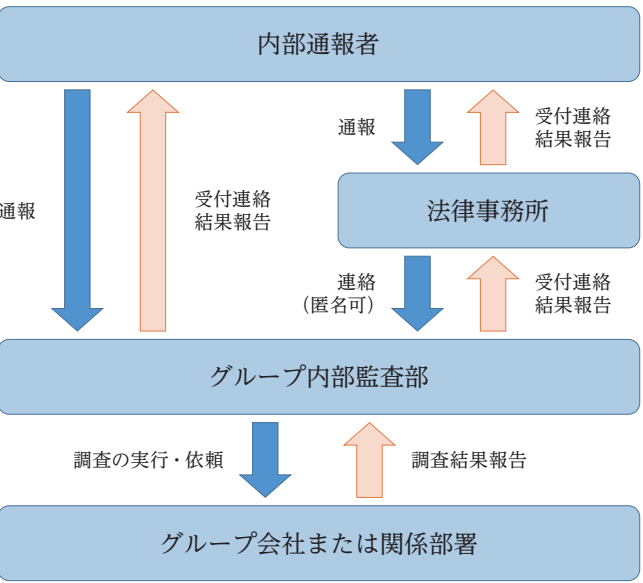 内部通報者
通報
受付連絡
結果報告
通報
受付連絡
結果報告
法律事務所
連絡
（匿名可）
受付連絡
結果報告
グループ内部監査部
調査の実行・依頼
調査結果報告
グループ会社または関係部署